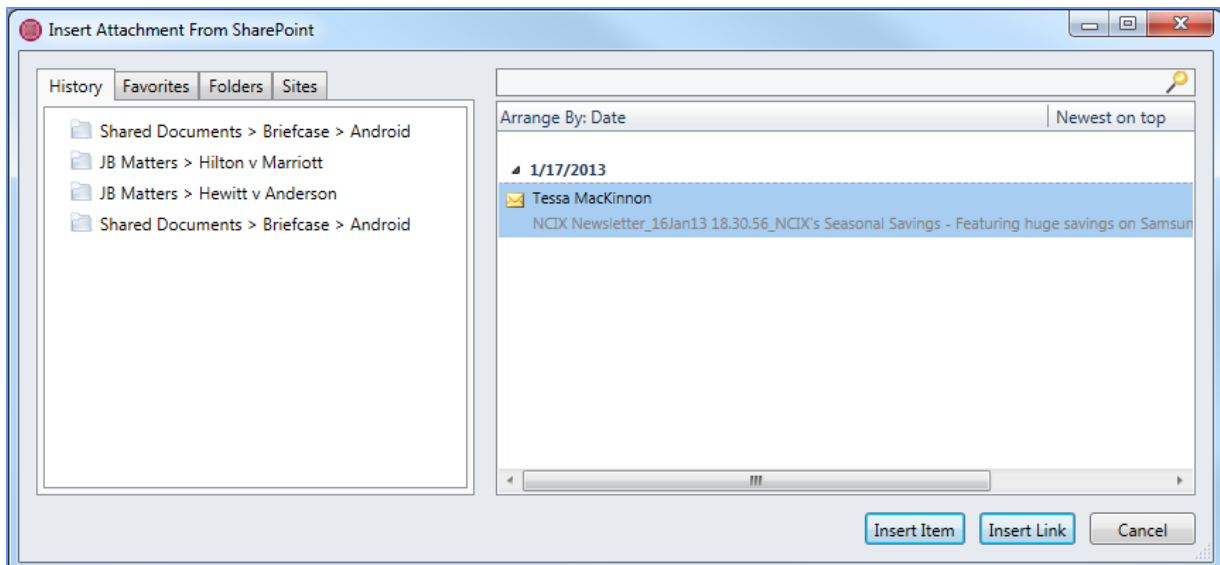 Insert Attachment From SharePoint
History Favorites Folders Sites
Shared Documents > Briefcase > Android
JB Matters > Hilton v Marriott
JB Matters > Hewitt v Anderson
Shared Documents > Briefcase > Android
Arrange By: Date Newest on top
1/17/2013
Tessa MacKinnon
NCIX Newsletter_16Jan13 18.30.56_NCIX's Seasonal Savings - Featuring huge savings on Samsun
Insert Item Insert Link Cancel